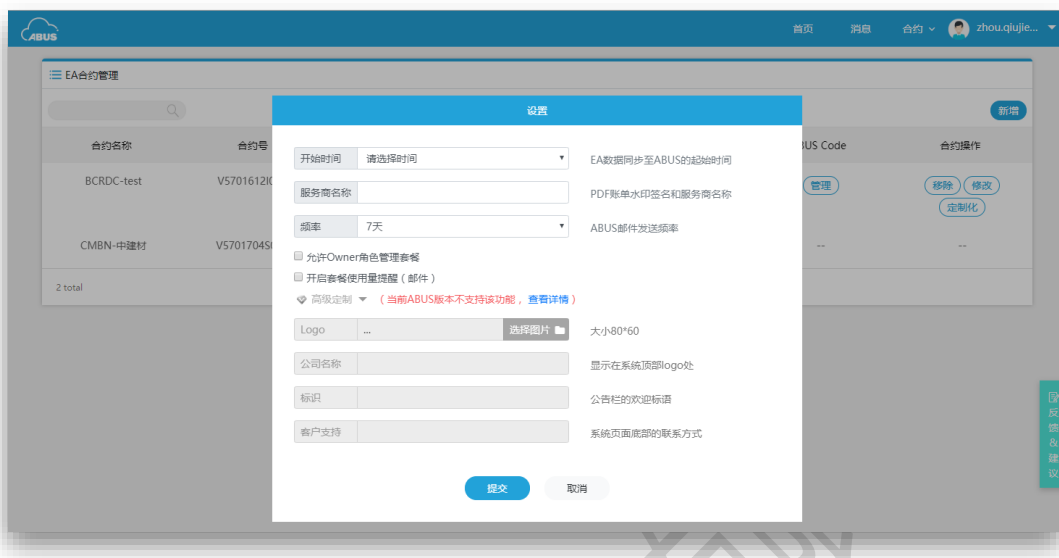 ABUS
首页 消息 合约 zhou.qiujie...
EA合约管理
新增
设置
合约名称 合约号 BUS Code 合约操作
开始时间 请选择时间 EA数据同步至ABUS的起始时间
BCRDC-test V5701612I 管理 移除 修改
服务商名称 PDF账单水印签名和服务商名称
定制化
频率 7天 ABUS邮件发送频率
CMBN-中建材 V5701704S -- --
允许Owner角色管理套餐
开启套餐使用量提醒(邮件)
2 total
高级定制 (当前ABUS版本不支持该功能,查看详情)
Logo ... 选择图片 大小80*60
公司名称 显示在系统顶部logo处
标识 公告栏的欢迎标语
客户支持 系统页面底部的联系方式
反馈&建议
提交 取消